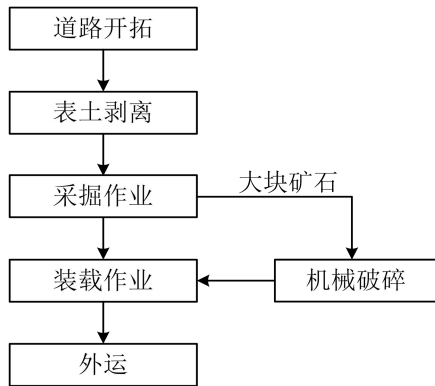 道路开拓
表土剥离
采掘作业
大块矿石
装载作业
机械破碎
外运